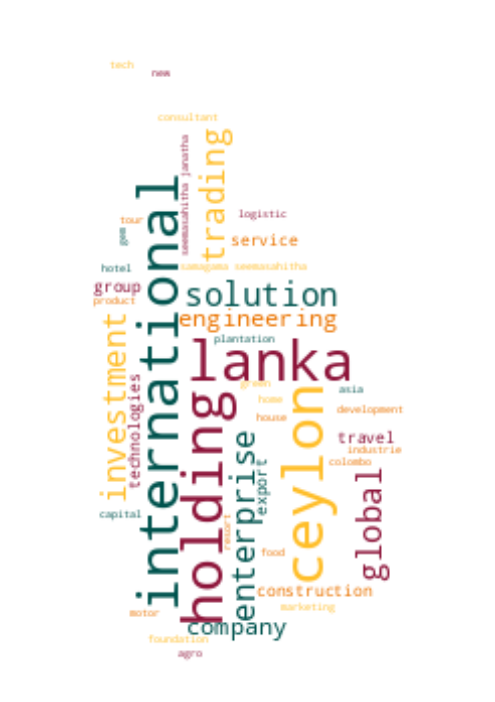 tech
new
consultant
trading
seemasahitha janatha
international
logistic
tour
gem
service
samagama seemasahitha
hotel
group
product
solution
engineering
investment
plantation
lanka
technologies
green
asia
holding
ceylon
home
development
house
enterprise
travel
industrie
export
colombo
global
capital
resort
food
construction
marketing
motor
company
foundation
agro